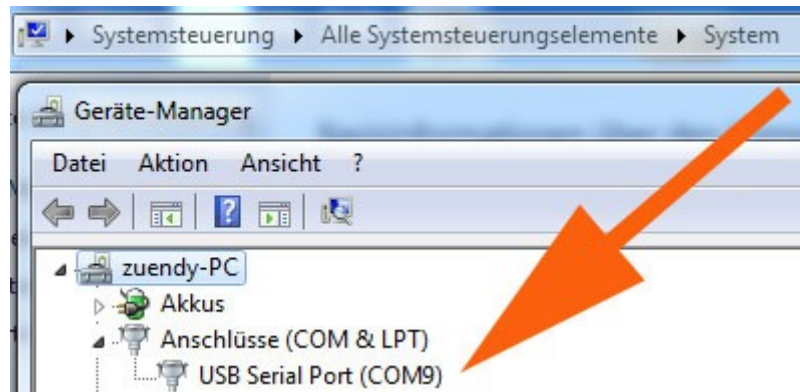 Systemsteuerung ▸ Alle Systemsteuerungselemente ▸ System
Geräte-Manager
Datei Aktion Ansicht ?
zuendy-PC
Akkus
Anschlüsse (COM & LPT)
USB Serial Port (COM9)